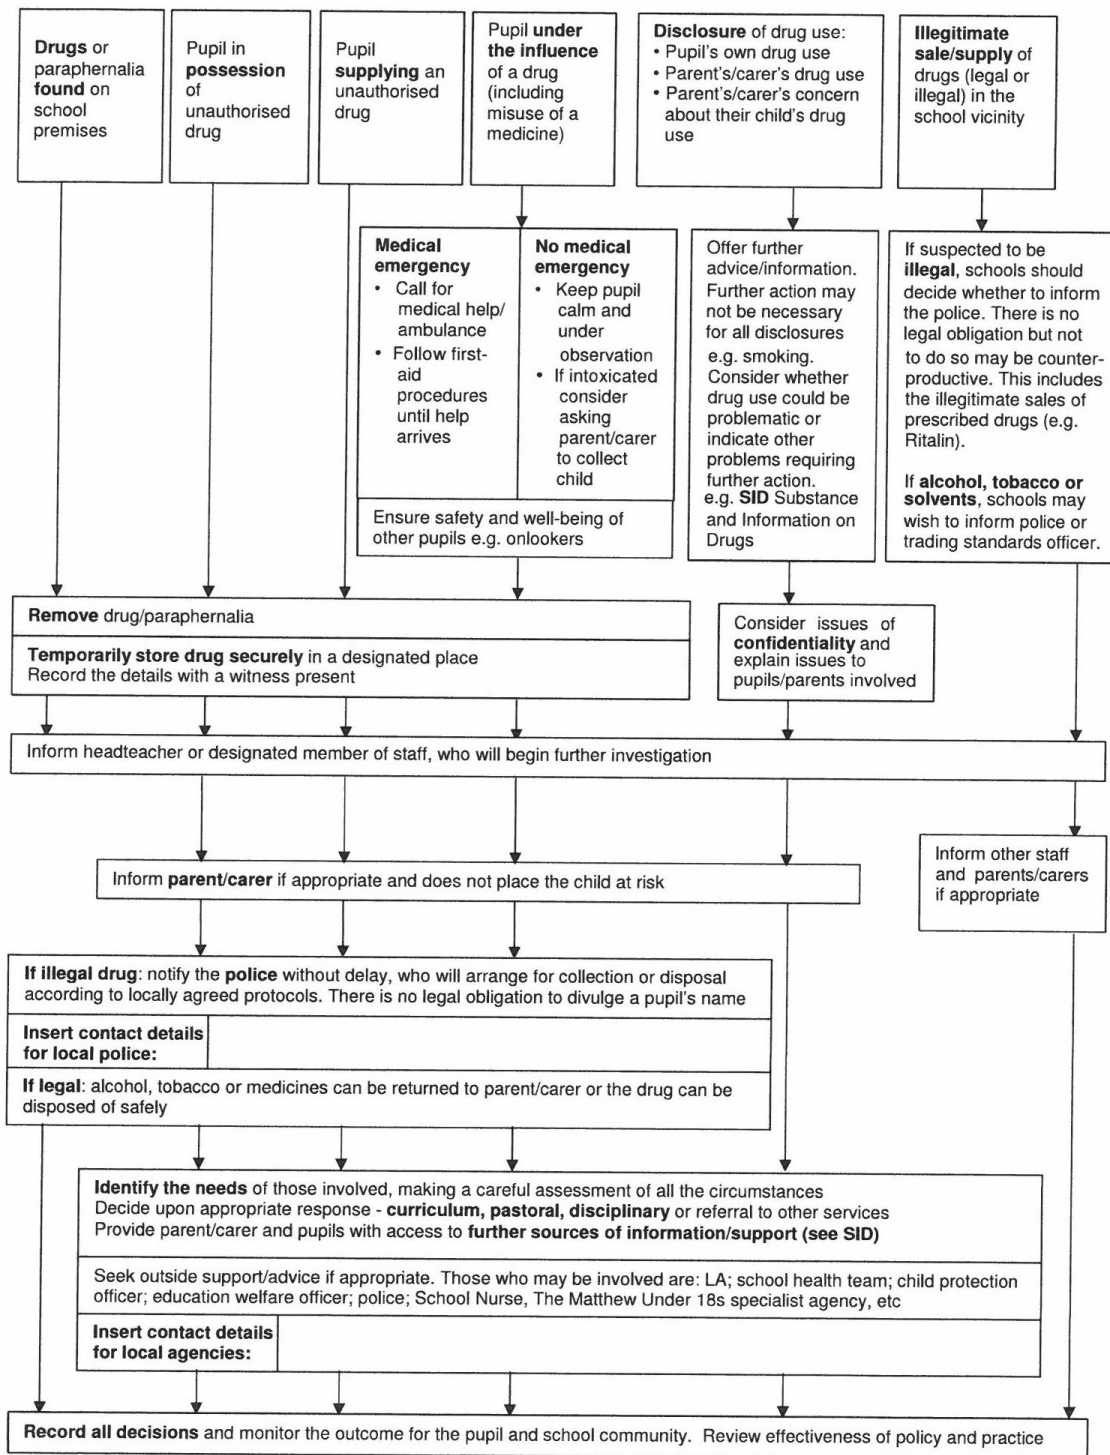 Drugs or
paraphernalia
found on
school
premises
Pupil in
possession
of
unauthorised
drug
Pupil
supplying an
unauthorised
drug
Pupil under
the influence
of a drug
(including
misuse of a
medicine)
Disclosure of drug use:
• Pupil's own drug use
• Parent's/carer's drug use
• Parent's/carer's concern
about their child's drug
use
Illegitimate
sale/supply of
drugs (legal or
illegal) in the
school vicinity
Medical
emergency
• Call for
medical help/
ambulance
• Follow first-
aid
procedures
until help
arrives
No medical
emergency
• Keep pupil
calm and
under
observation
• If intoxicated
consider
asking
parent/carer
to collect
child
Ensure safety and well-being of
other pupils e.g. onlookers
Offer further
advice/information.
Further action may
not be necessary
for all disclosures
e.g. smoking.
Consider whether
drug use could be
problematic or
indicate other
problems requiring
further action.
e.g. SID Substance
and Information on
Drugs
If suspected to be
illegal, schools should
decide whether to inform
the police. There is no
legal obligation but not
to do so may be counter-
productive. This includes
the illegitimate sales of
prescribed drugs (e.g.
Ritalin).
If alcohol, tobacco or
solvents, schools may
wish to inform police or
trading standards officer.
Remove drug/paraphernalia
Temporarily store drug securely in a designated place
Record the details with a witness present
Consider issues of
confidentiality and
explain issues to
pupils/parents involved
Inform headteacher or designated member of staff, who will begin further investigation
Inform parent/carer if appropriate and does not place the child at risk
Inform other staff
and parents/carers
if appropriate
If illegal drug: notify the police without delay, who will arrange for collection or disposal
according to locally agreed protocols. There is no legal obligation to divulge a pupil's name
Insert contact details
for local police:
If legal: alcohol, tobacco or medicines can be returned to parent/carer or the drug can be
disposed of safely
Identify the needs of those involved, making a careful assessment of all the circumstances
Decide upon appropriate response - curriculum, pastoral, disciplinary or referral to other services
Provide parent/carer and pupils with access to further sources of information/support (see SID)
Seek outside support/advice if appropriate. Those who may be involved are: LA; school health team; child protection
officer; education welfare officer; police; School Nurse, The Matthew Under 18s specialist agency, etc
Insert contact details
for local agencies:
Record all decisions and monitor the outcome for the pupil and school community. Review effectiveness of policy and practice